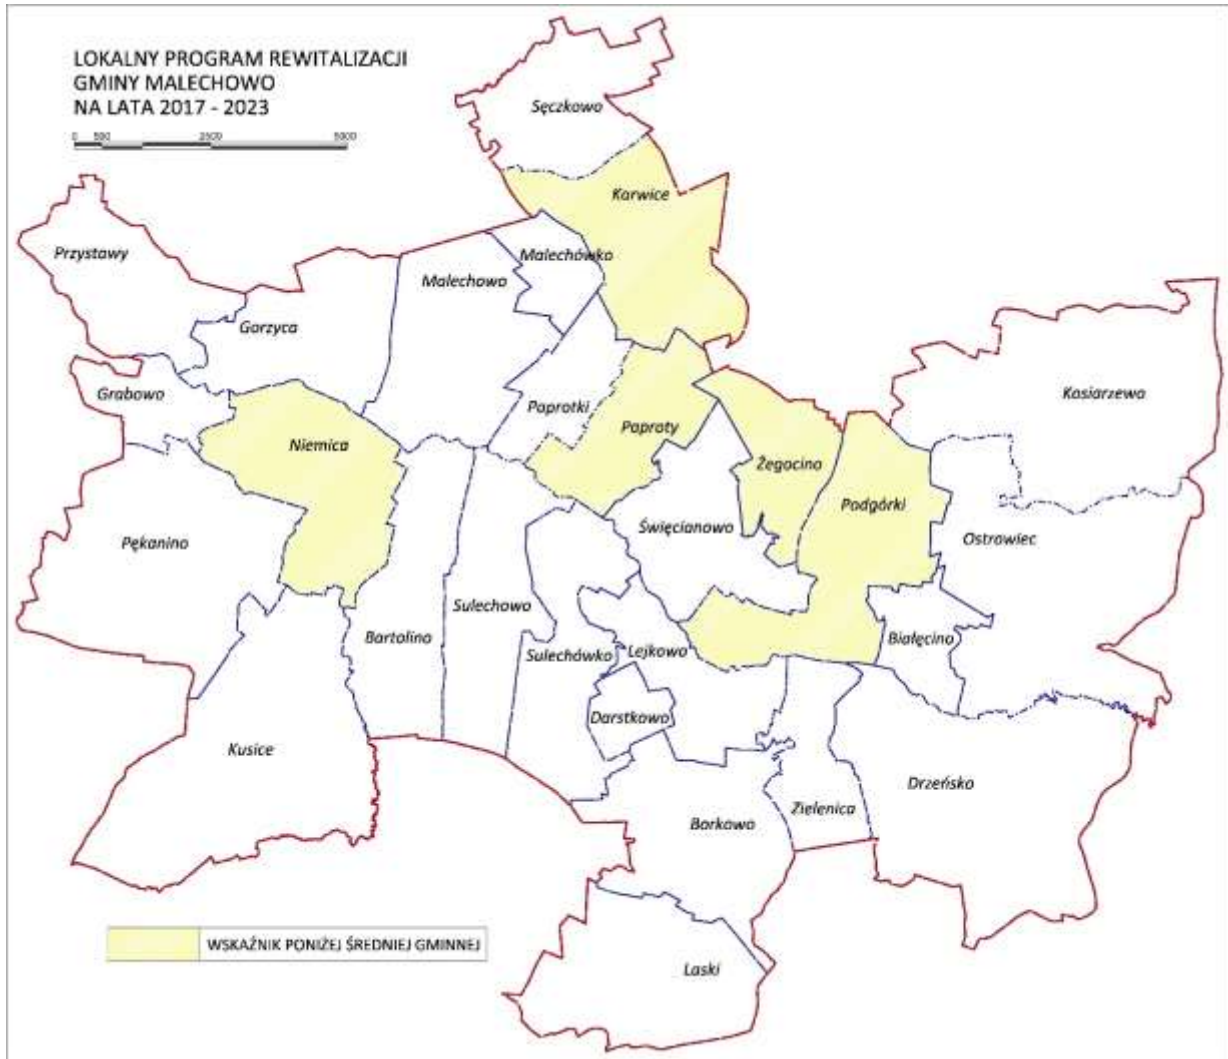 LOKALNY PROGRAM REWITALIZACJI
GMINY MALECHOWO
NA LATA 2017 - 2023
0 500 2500 5000
Sęczkowo
Karwice
Przystawy
Malechówko
Malechowo
Gorzyca
Kosiarzewo
Grabowo
Paprotki
Paproty
Niemica
Żegocino
Podgórki
Święcianowo
Ostrowiec
Pękanino
Sulechowo
Bartolino
Białęcino
Sulechówko
Lejkowo
Darstkowo
Kusice
Drzeńsko
Zielenica
Borkowo
WSKAŹNIK PONIŻEJ ŚREDNIEJ GMINNEJ
Laski